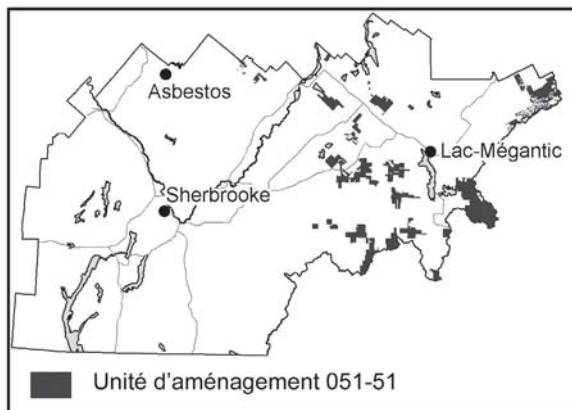 Asbestos
Lac-Mégantic
Sherbrooke
Unité d'aménagement 051-51